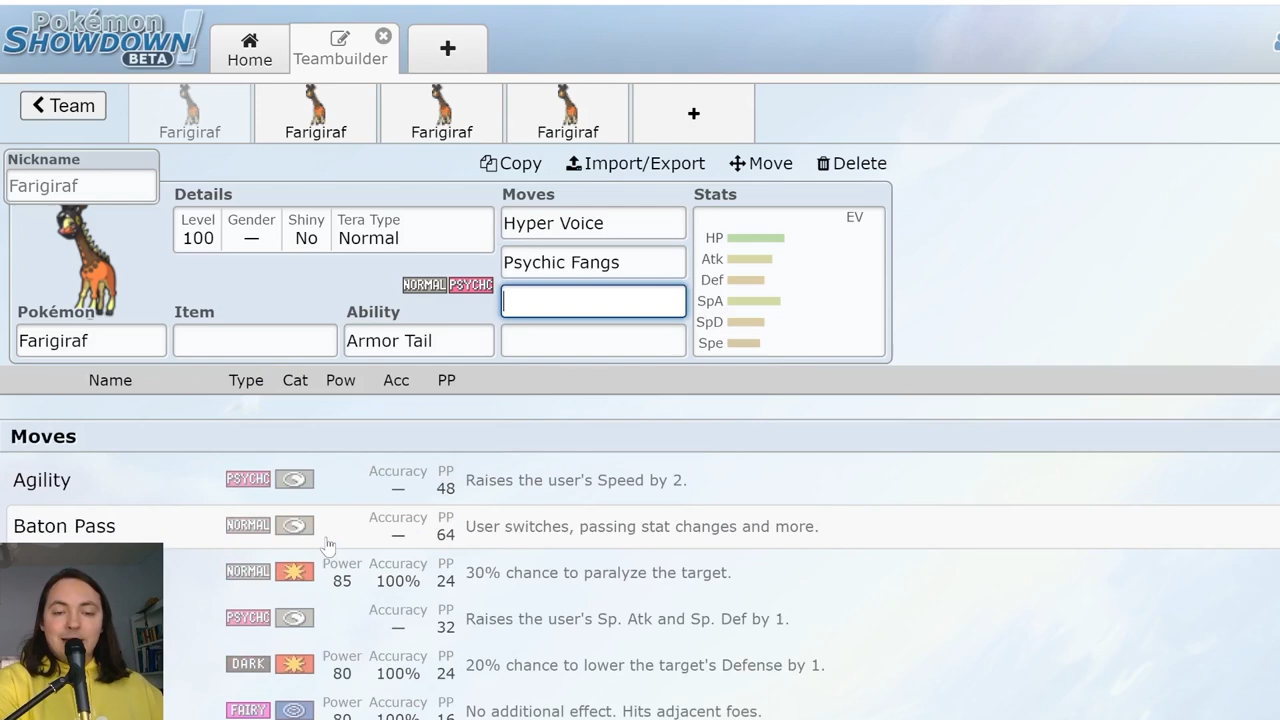 Pokémon
SHOWDOWN!
BETA
Home
Teambuilder
+
Team
Farigiraf
Farigiraf
Farigiraf
Farigiraf
+
Nickname
Farigiraf
Copy
Import/Export
Move
Delete
Details
Level
100
Gender
—
Shiny
No
Tera Type
Normal
NORMAL PSYCHC
Pokémon
Farigiraf
Item
Ability
Armor Tail
Moves
Hyper Voice
Psychic Fangs
Stats
EV
HP
Atk
Def
SpA
SpD
Spe
Name Type Cat Pow Acc PP
Moves
Agility PSYCHC Accuracy — PP 48 Raises the user's Speed by 2.
Baton Pass NORMAL Accuracy — PP 64 User switches, passing stat changes and more.
NORMAL Power 85 Accuracy 100% PP 24 30% chance to paralyze the target.
PSYCHC Accuracy — PP 32 Raises the user's Sp. Atk and Sp. Def by 1.
DARK Power 80 Accuracy 100% PP 24 20% chance to lower the target's Defense by 1.
FAIRY Power 80 Accuracy 100% PP 16 No additional effect. Hits adjacent foes.